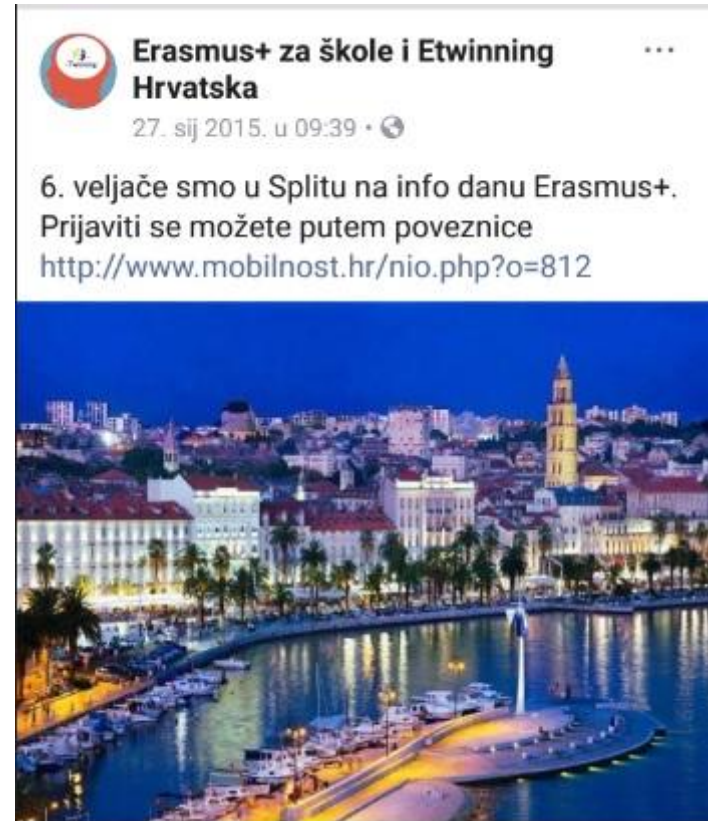 Erasmus+ za škole i Etwinning
Hrvatska
27. sij 2015. u 09:39 •
6. veljače smo u Splitu na info danu Erasmus+.
Prijaviti se možete putem poveznice
http://www.mobilnost.hr/nio.php?o=812